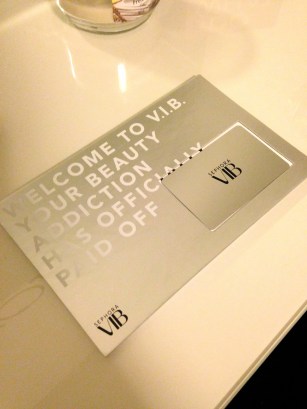 WELCOME TO V.I.B.
YOUR BEAUTY
ADDICTION
HAS OFFICIALLY
PAID OFF
SEPHORA
VIB
SEPHORA
VIB